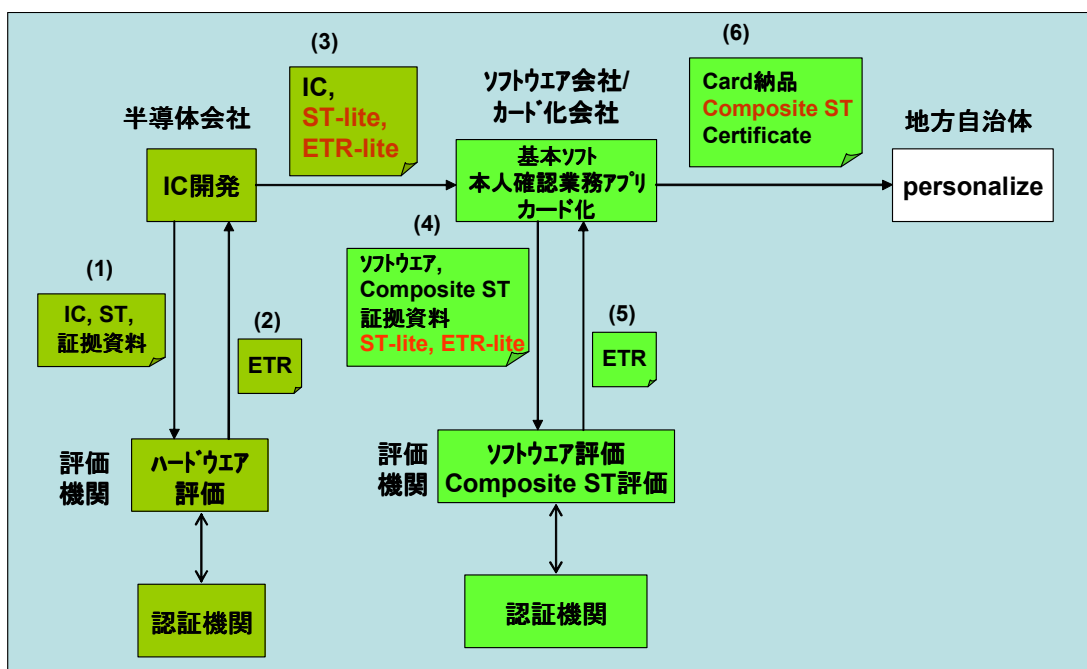 (3)
IC,
ST-lite,
ETR-lite
(6)
Card納品
Composite ST
Certificate
半導体会社
ソフトウエア会社/
カード化会社
地方自治体
IC開発
基本ソフト
本人確認業務アプリ
カード化
personalize
(1)
IC, ST,
証拠資料
(2)
ETR
(4)
ソフトウエア,
Composite ST
証拠資料
ST-lite, ETR-lite
(5)
ETR
評価
機関
ハードウエア
評価
評価
機関
ソフトウエア評価
Composite ST評価
認証機関
認証機関